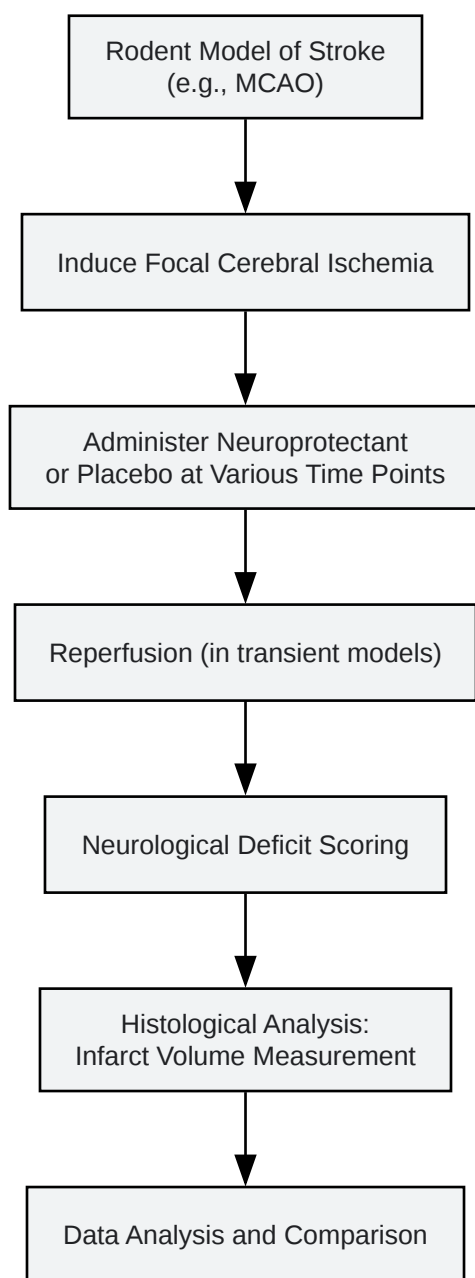 Rodent Model of Stroke
(e.g., MCAO)
Induce Focal Cerebral Ischemia
Administer Neuroprotectant
or Placebo at Various Time Points
Reperfusion (in transient models)
Neurological Deficit Scoring
Histological Analysis:
Infarct Volume Measurement
Data Analysis and Comparison